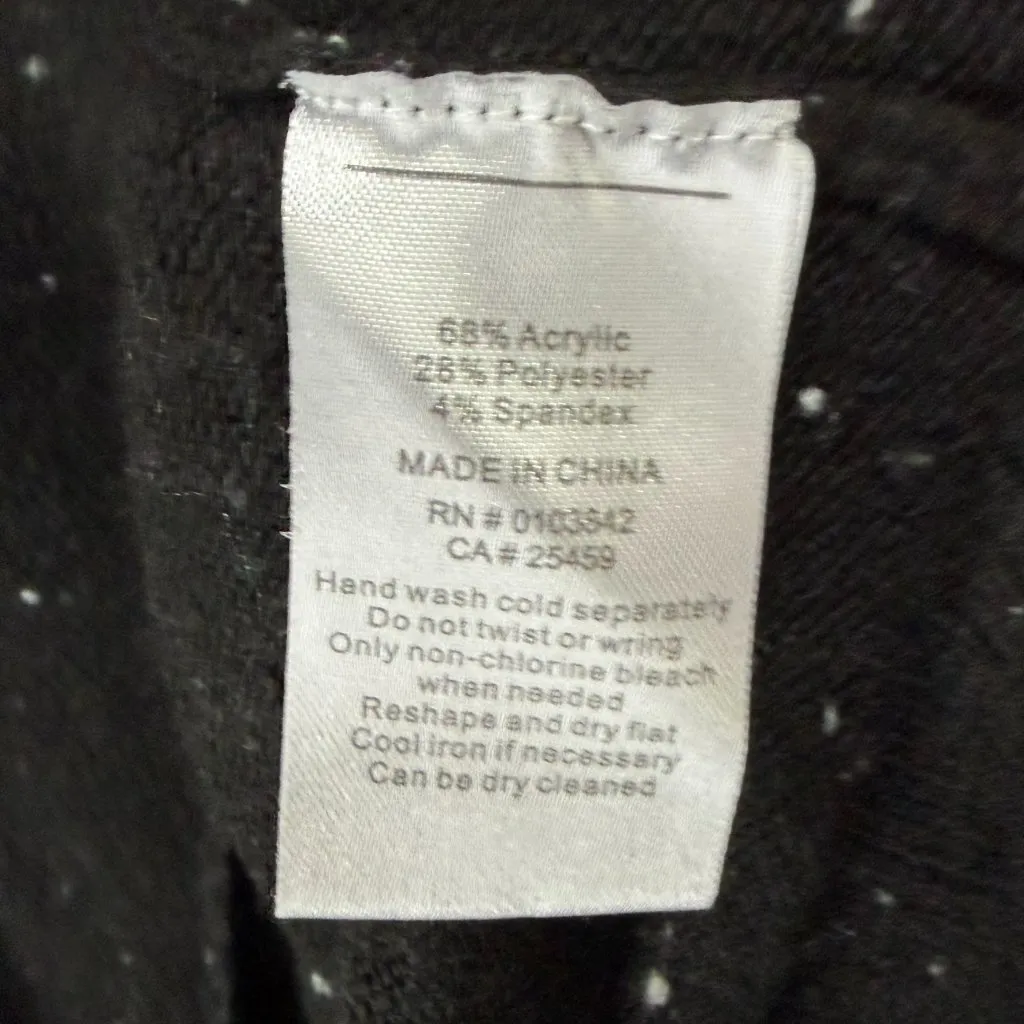 68% Acrylic
28% Polyester
4% Spandex
MADE IN CHINA
RN # 0103642
CA # 25459
Hand wash cold separately
Do not twist or wring
Only non-chlorine bleach
when needed
Reshape and dry flat
Cool iron if necessary
Can be dry cleaned